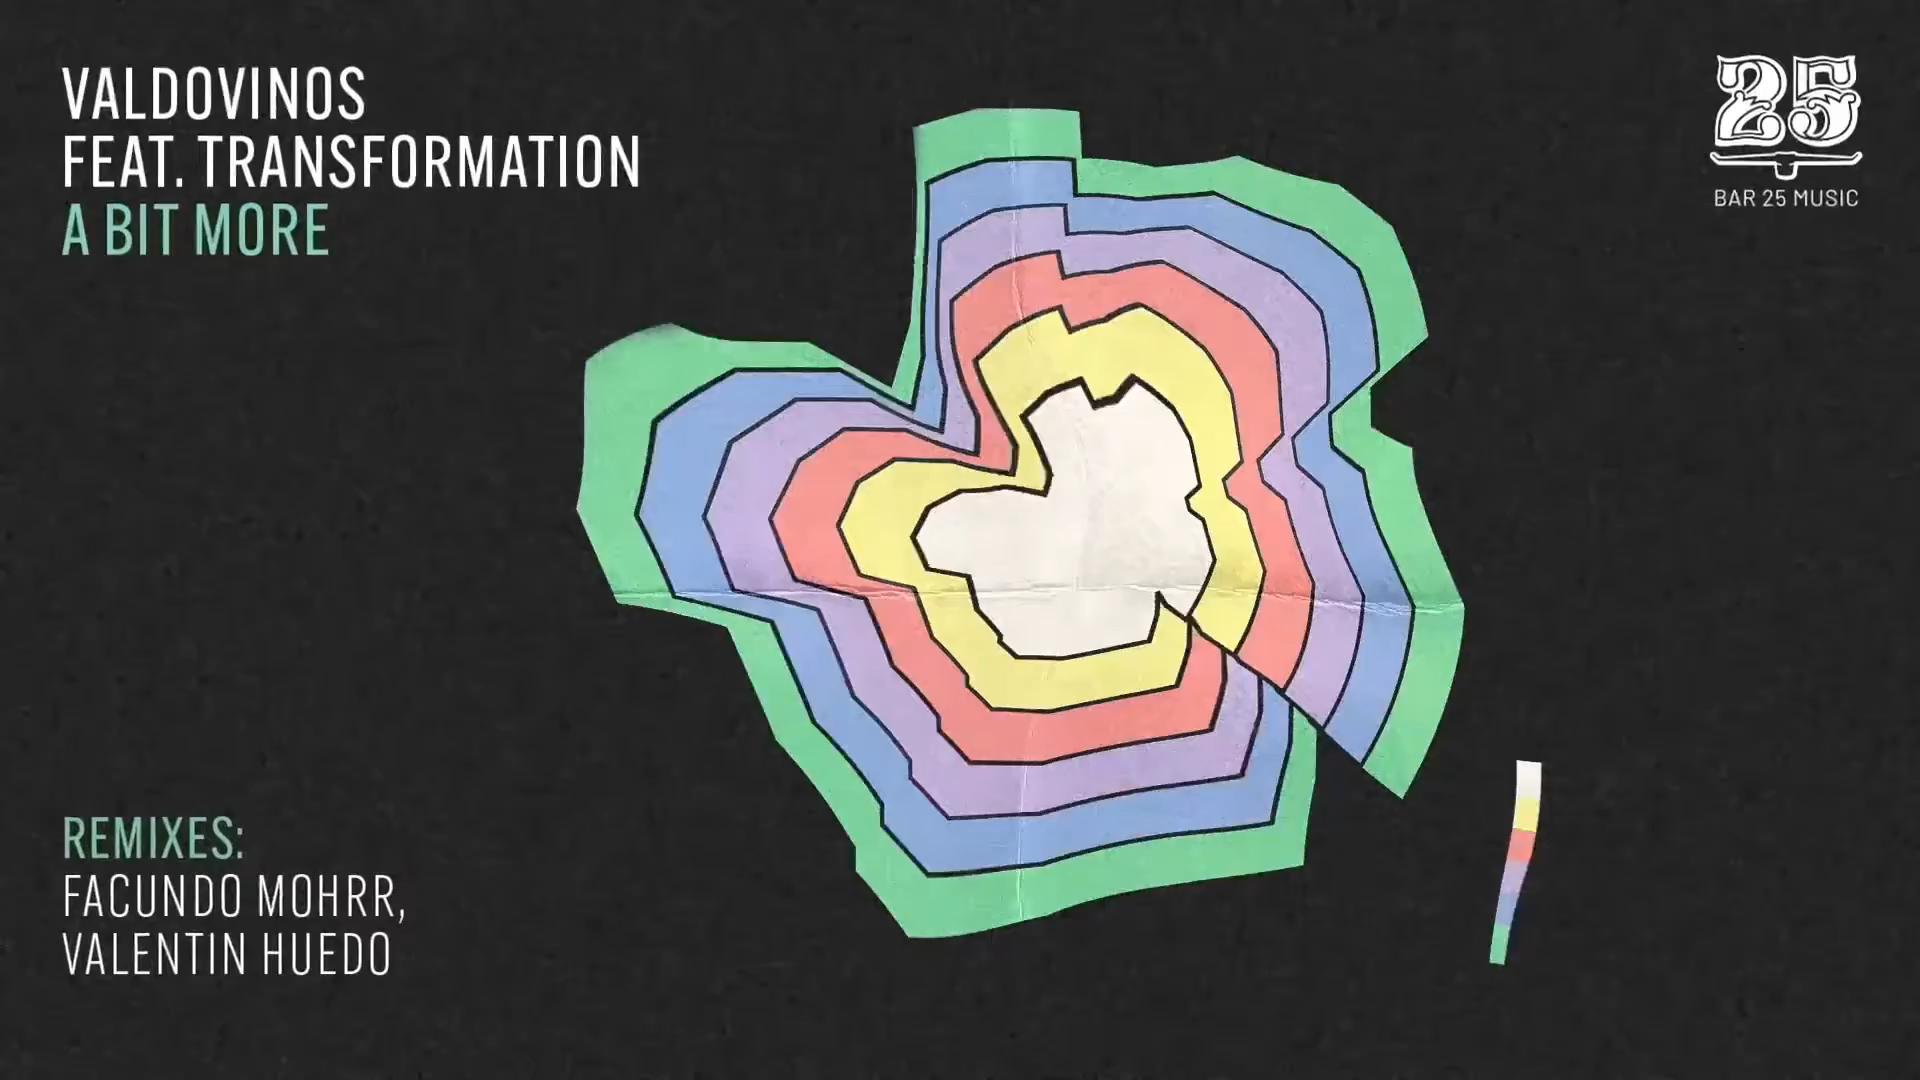 VALDOVINOS
FEAT. TRANSFORMATION
A BIT MORE
25
BAR 25 MUSIC
REMIXES:
FACUNDO MOHRR,
VALENTIN HUEDO